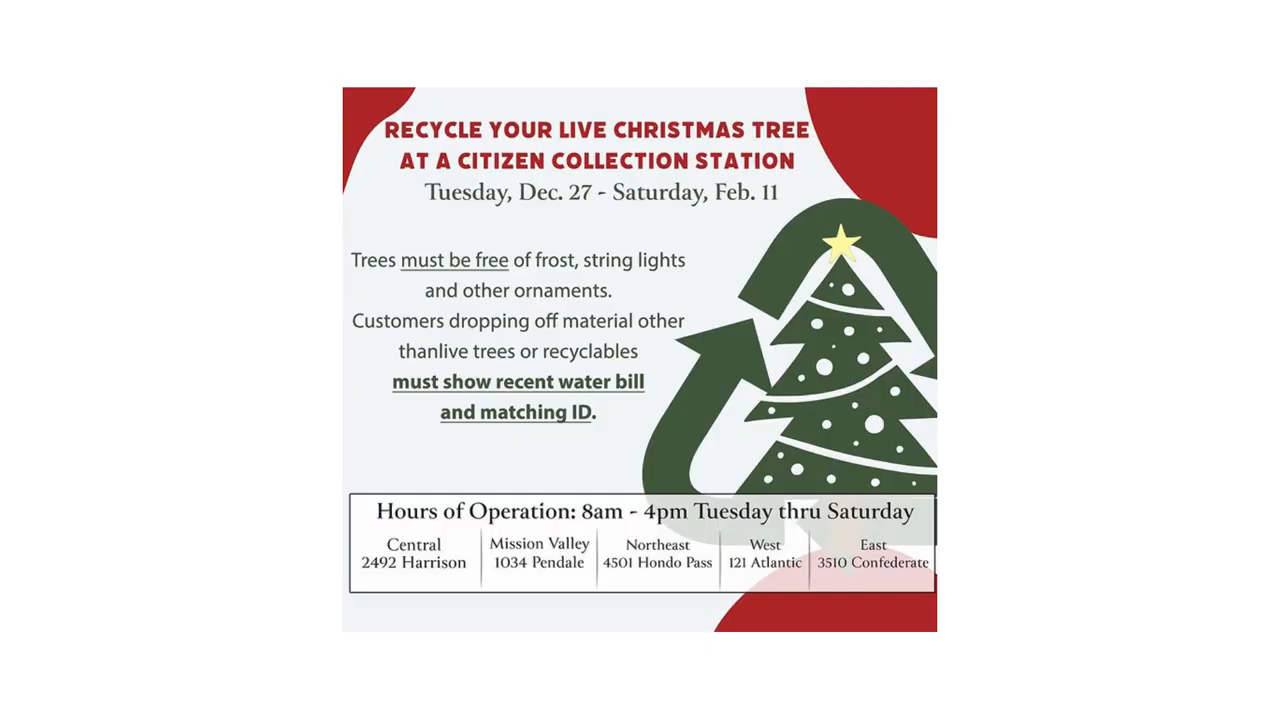 RECYCLE YOUR LIVE CHRISTMAS TREE
AT A CITIZEN COLLECTION STATION
Tuesday, Dec. 27 - Saturday, Feb. 11
Trees must be free of frost, string lights
and other ornaments.
Customers dropping off material other
thanlive trees or recyclables
must show recent water bill
and matching ID.
Hours of Operation: 8am - 4pm Tuesday thru Saturday
Central
2492 Harrison
Mission Valley
1034 Pendale
Northeast
4501 Hondo Pass
West
121 Atlantic
East
3510 Confederate